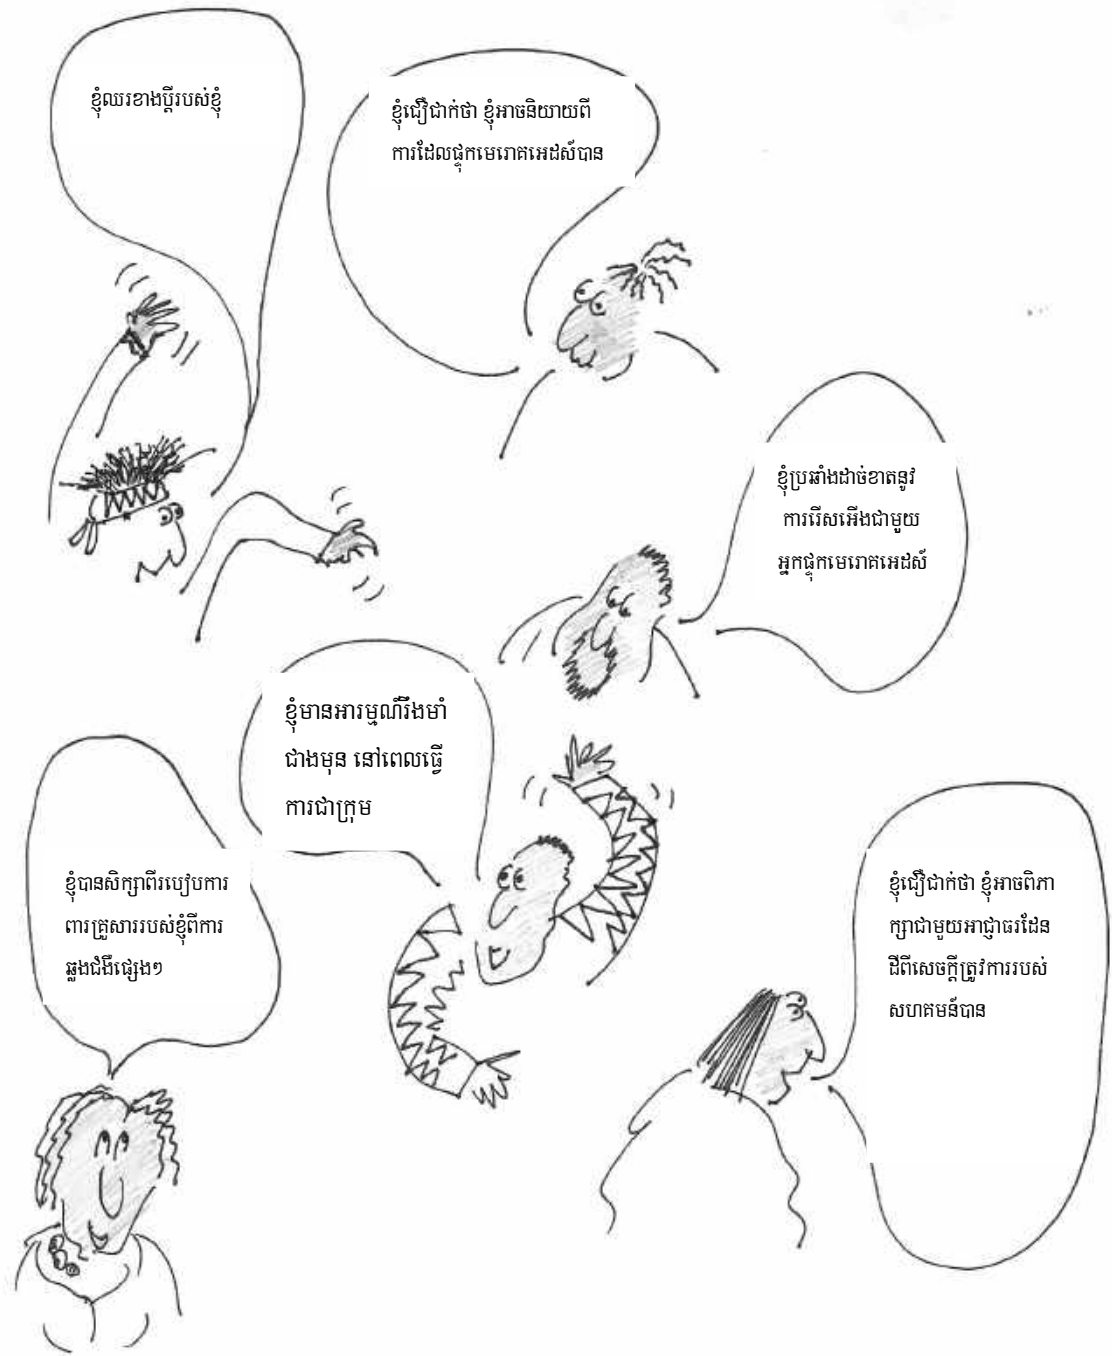 ខ្ញុំឈរខាងប្តីរបស់ខ្ញុំ
ខ្ញុំជឿជាក់ថា ខ្ញុំអាចនិយាយពី
ការដែលផ្ទុកមេរោគអេដស៍បាន
ខ្ញុំប្រឆាំងដាច់ខាតនូវ
ការរើសអើងជាមួយ
អ្នកផ្ទុកមេរោគអេដស៍
ខ្ញុំមានអារម្មណ៍រឹងមាំ
ជាងមុន នៅពេលធ្វើ
ការជាក្រុម
ខ្ញុំបានសិក្សាពីរបៀបការ
ពារគ្រួសាររបស់ខ្ញុំពីការ
ឆ្លងជំងឺផ្សេងៗ
ខ្ញុំជឿជាក់ថា ខ្ញុំអាចពិភា
ក្សាជាមួយអាជ្ញាធរដែន
ដីពីសេចក្តីត្រូវការរបស់
សហគមន៍បាន